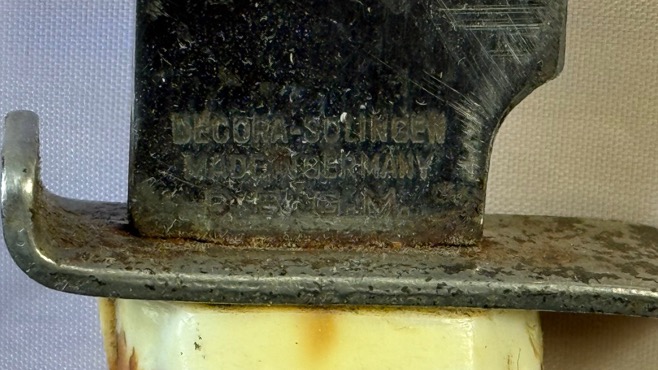 DECORA-SOLINGEN
MADE IN GERMANY
D.B.G.M.